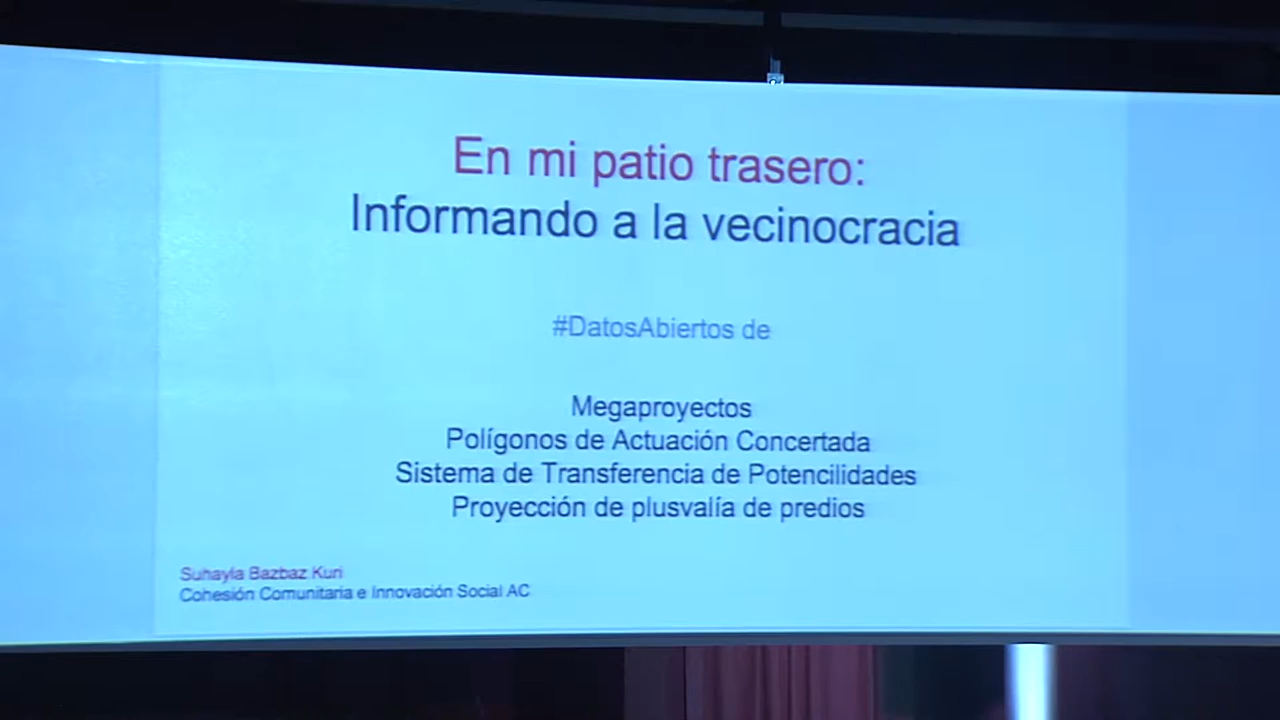 En mi patio trasero:
Informando a la vecinocracia
#DatosAbiertos de
Megaproyectos
Polígonos de Actuación Concertada
Sistema de Transferencia de Potencilidades
Proyección de plusvalía de predios
Suhayla Bazbaz Kuri
Cohesión Comunitaria e Innovación Social AC